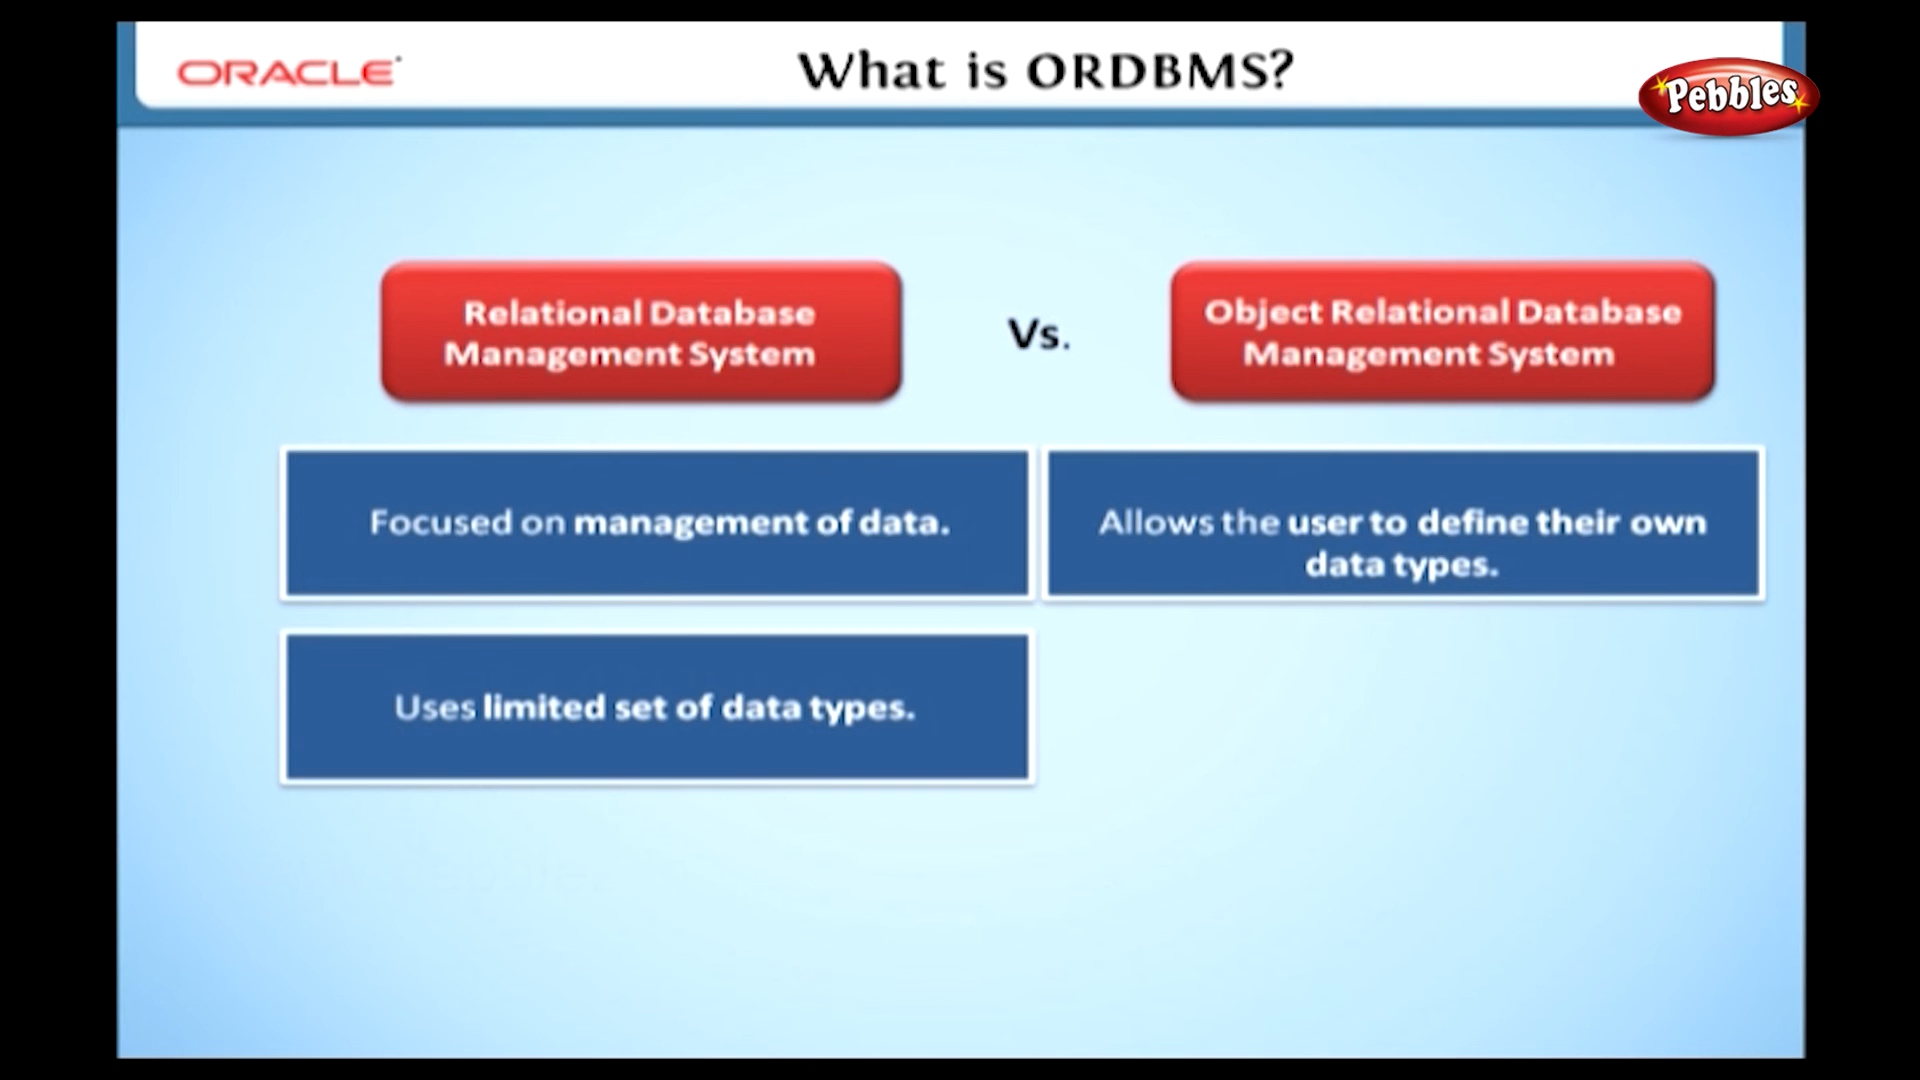 ORACLE
What is ORDBMS?
Pebbles
Relational Database
Management System
Vs.
Object Relational Database
Management System
Focused on management of data.
Allows the user to define their own
data types.
Uses limited set of data types.